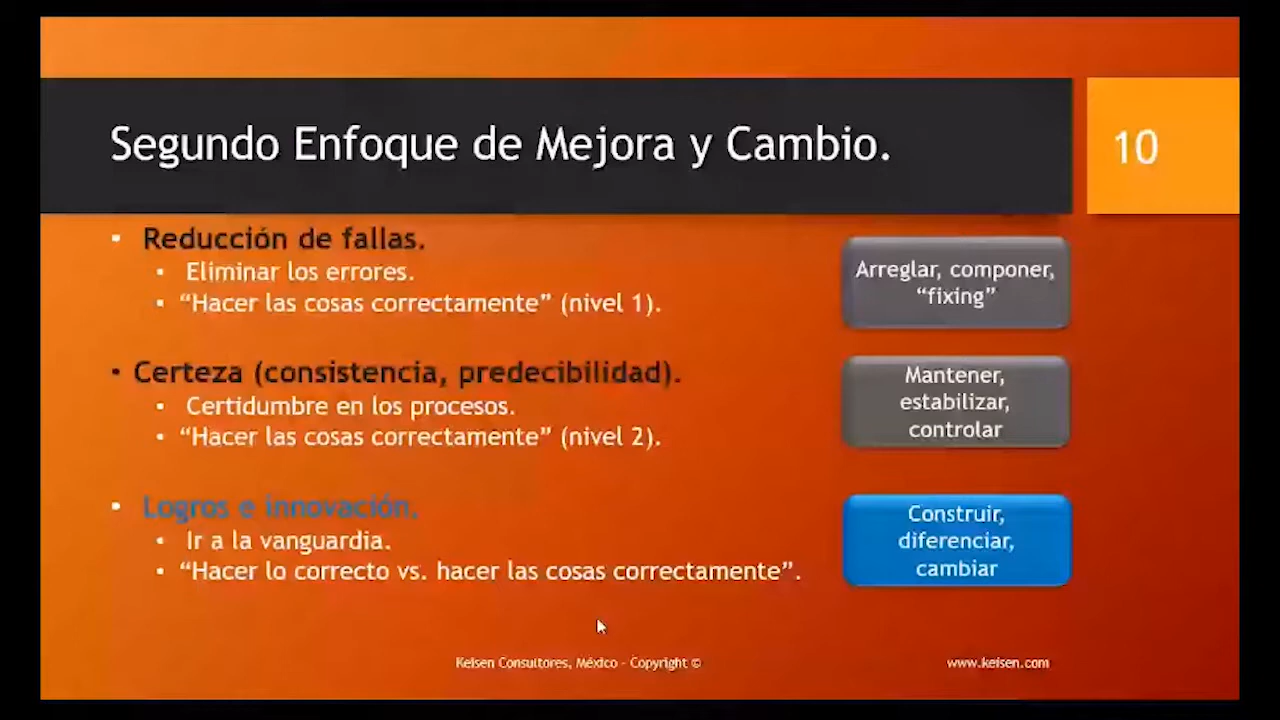 Segundo Enfoque de Mejora y Cambio.
10
• Reducción de fallas.
• Eliminar los errores.
• “Hacer las cosas correctamente” (nivel 1).
Arreglar, componer,
“fixing”
• Certeza (consistencia, predecibilidad).
• Certidumbre en los procesos.
• “Hacer las cosas correctamente” (nivel 2).
Mantener,
estabilizar,
controlar
• Logros e innovación.
• Ir a la vanguardia.
• “Hacer lo correcto vs. hacer las cosas correctamente”.
Construir,
diferenciar,
cambiar
Keisen Consultores, México - Copyright ©
www.keisen.com